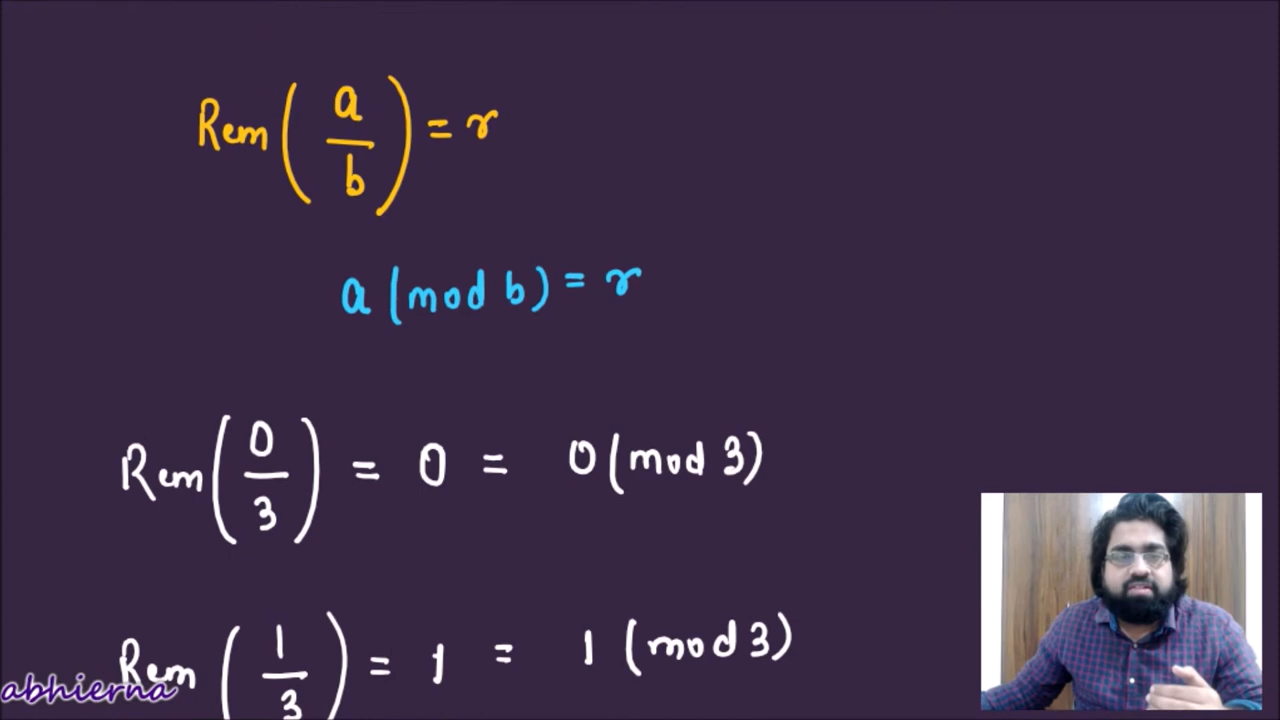 Rem(a/b) = r
a (mod b) = r
Rem(0/3) = 0 = 0 (mod 3)
Rem(1/3) = 1 = 1 (mod 3)
abhierna